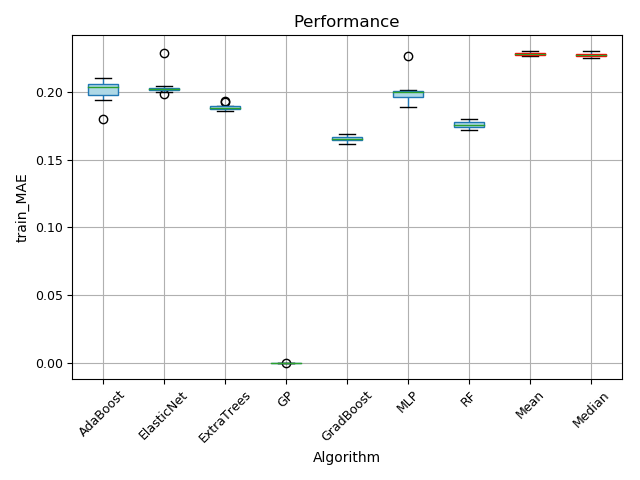 Performance
train_MAE
0.20
0.15
0.10
0.05
0.00
AdaBoost
ElasticNet
ExtraTrees
GP
GradBoost
MLP
RF
Mean
Median
Algorithm